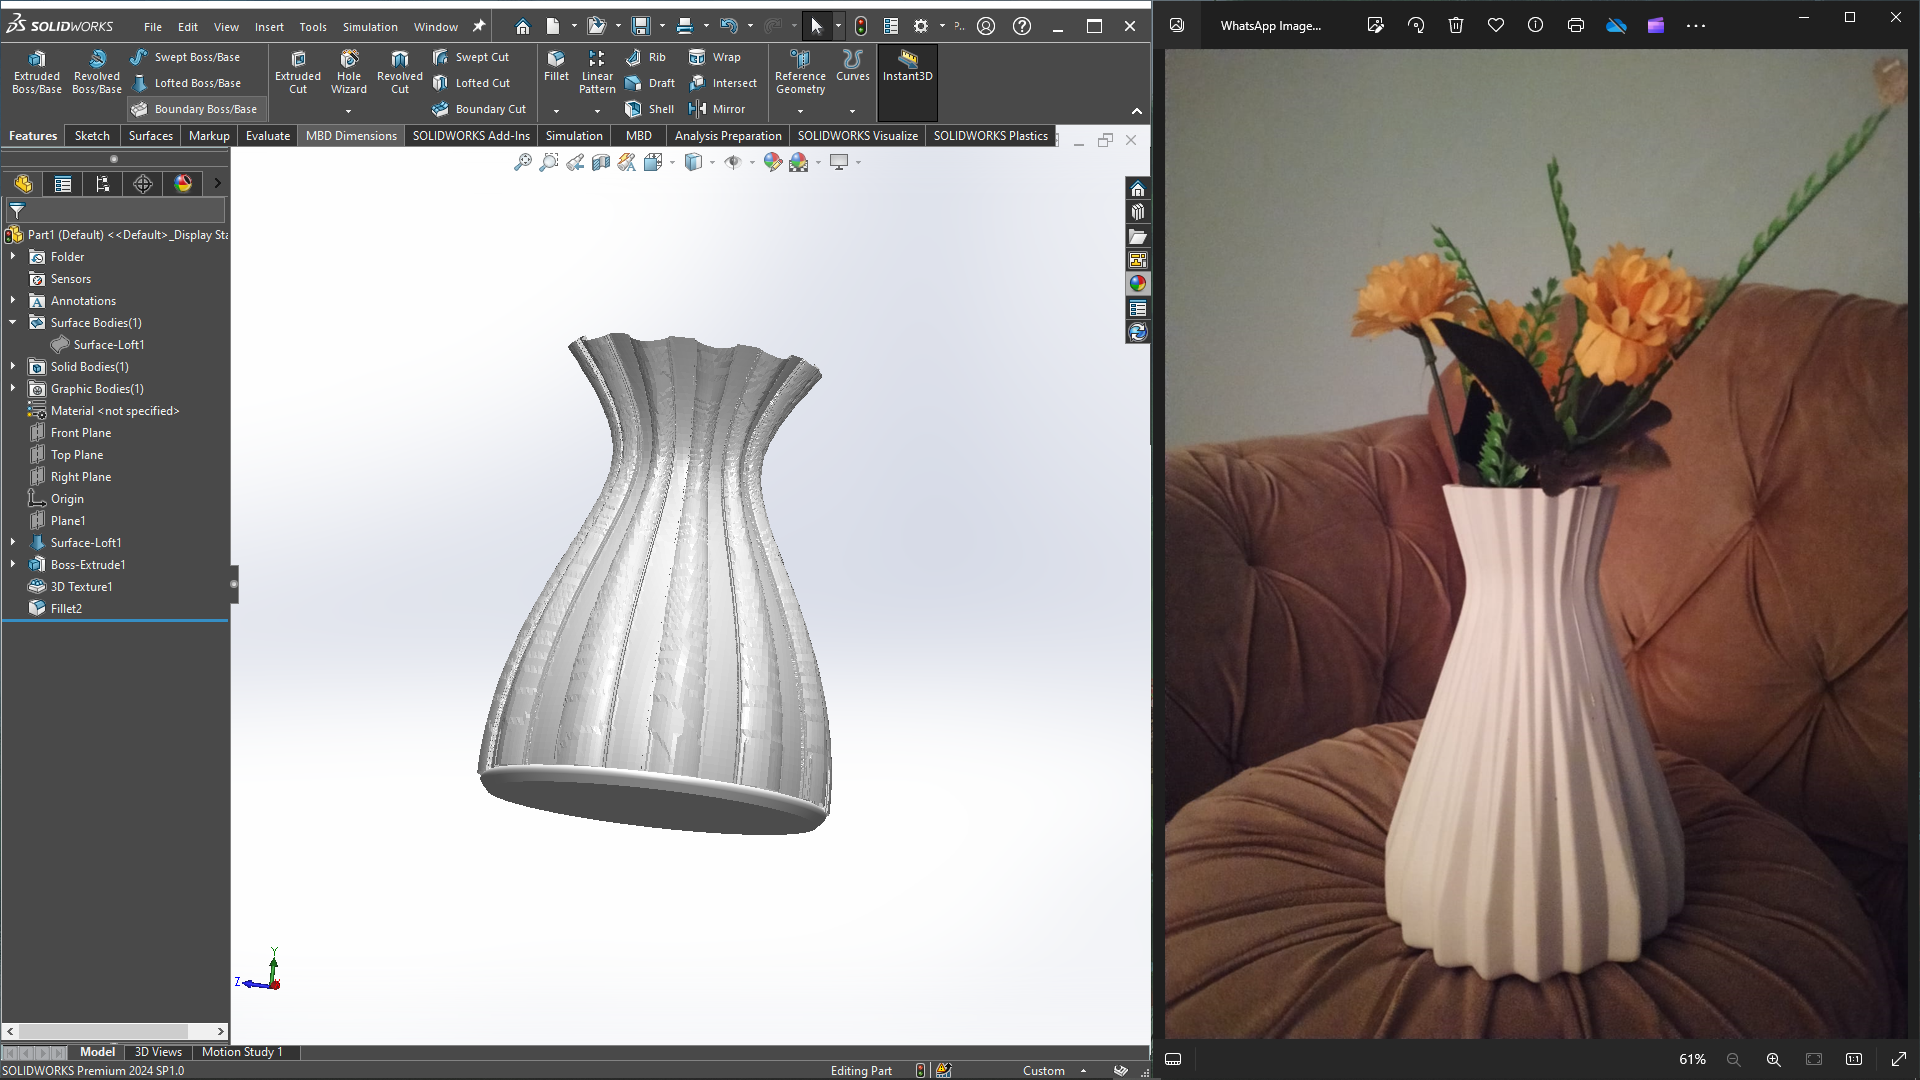 SOLIDWORKS File Edit View Insert Tools Simulation Window P..
Extruded Boss/Base
Revolved Boss/Base
Swept Boss/Base
Lofted Boss/Base
Boundary Boss/Base
Extruded Cut
Hole Wizard
Revolved Cut
Swept Cut
Lofted Cut
Boundary Cut
Fillet
Linear Pattern
Rib
Draft
Shell
Wrap
Intersect
Mirror
Reference Geometry
Curves
Instant3D
Features Sketch Surfaces Markup Evaluate MBD Dimensions SOLIDWORKS Add-Ins Simulation MBD Analysis Preparation SOLIDWORKS Visualize SOLIDWORKS Plastics
Part1 (Default) <<Default>_Display Sta
Folder
Sensors
Annotations
Surface Bodies(1)
Surface-Loft1
Solid Bodies(1)
Graphic Bodies(1)
Material <not specified>
Front Plane
Top Plane
Right Plane
Origin
Plane1
Surface-Loft1
Boss-Extrude1
3D Texture1
Fillet2
Y
Z
Model 3D Views Motion Study 1
SOLIDWORKS Premium 2024 SP1.0 Editing Part Custom
WhatsApp Image...
61% 1:1